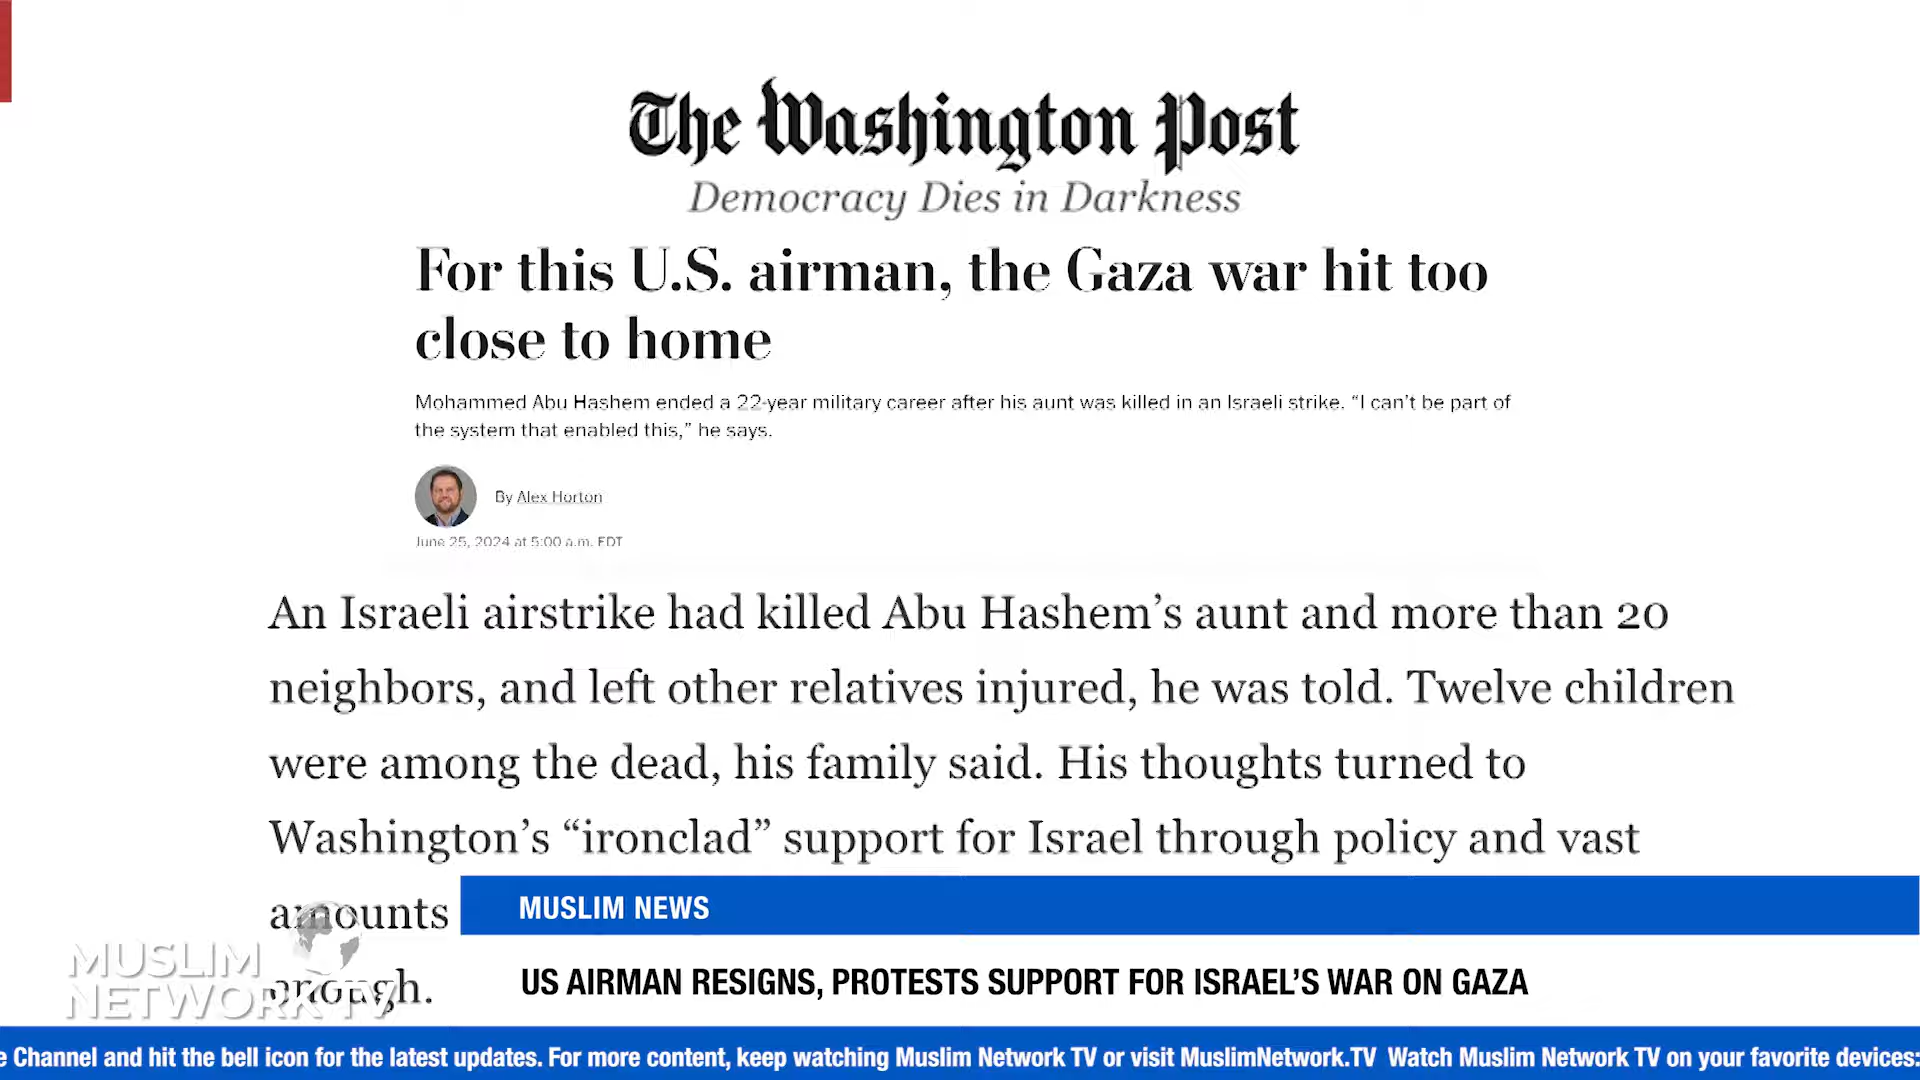 The Washington Post
Democracy Dies in Darkness
For this U.S. airman, the Gaza war hit too
close to home
Mohammed Abu Hashem ended a 22-year military career after his aunt was killed in an Israeli strike. “I can’t be part of
the system that enabled this,” he says.
By Alex Horton
June 25, 2024 at 5:00 a.m. EDT
An Israeli airstrike had killed Abu Hashem’s aunt and more than 20
neighbors, and left other relatives injured, he was told. Twelve children
were among the dead, his family said. His thoughts turned to
Washington’s “ironclad” support for Israel through policy and vast
amounts
enough.
MUSLIM NEWS
US AIRMAN RESIGNS, PROTESTS SUPPORT FOR ISRAEL’S WAR ON GAZA
MUSLIM
NETWORK TV
e Channel and hit the bell icon for the latest updates. For more content, keep watching Muslim Network TV or visit MuslimNetwork.TV Watch Muslim Network TV on your favorite devices: